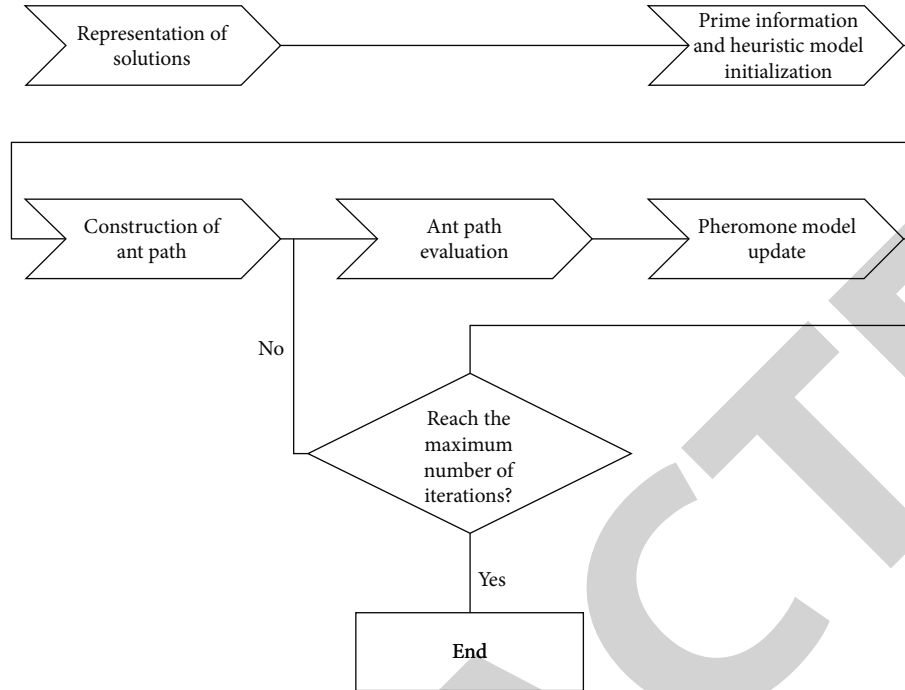 Representation of
solutions
Prime information
and heuristic model
initialization
Construction of
ant path
Ant path
evaluation
Pheromone model
update
No
Reach the
maximum
number of
iterations?
Yes
End